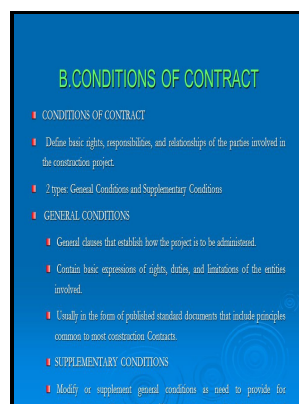 B.CONDITIONS OF CONTRACT
CONDITIONS OF CONTRACT
Define basic rights, responsibilities, and relationships of the parties involved in
the construction project.
2 types: General Conditions and Supplementary Conditions
GENERAL CONDITIONS
General clauses that establish how the project is to be administered.
Contain basic expressions of rights, duties, and limitations of the entities
involved.
Usually in the form of published standard documents that include principles
common to most construction Contracts.
SUPPLEMENTARY CONDITIONS
Modify or supplement general conditions as need to provide for